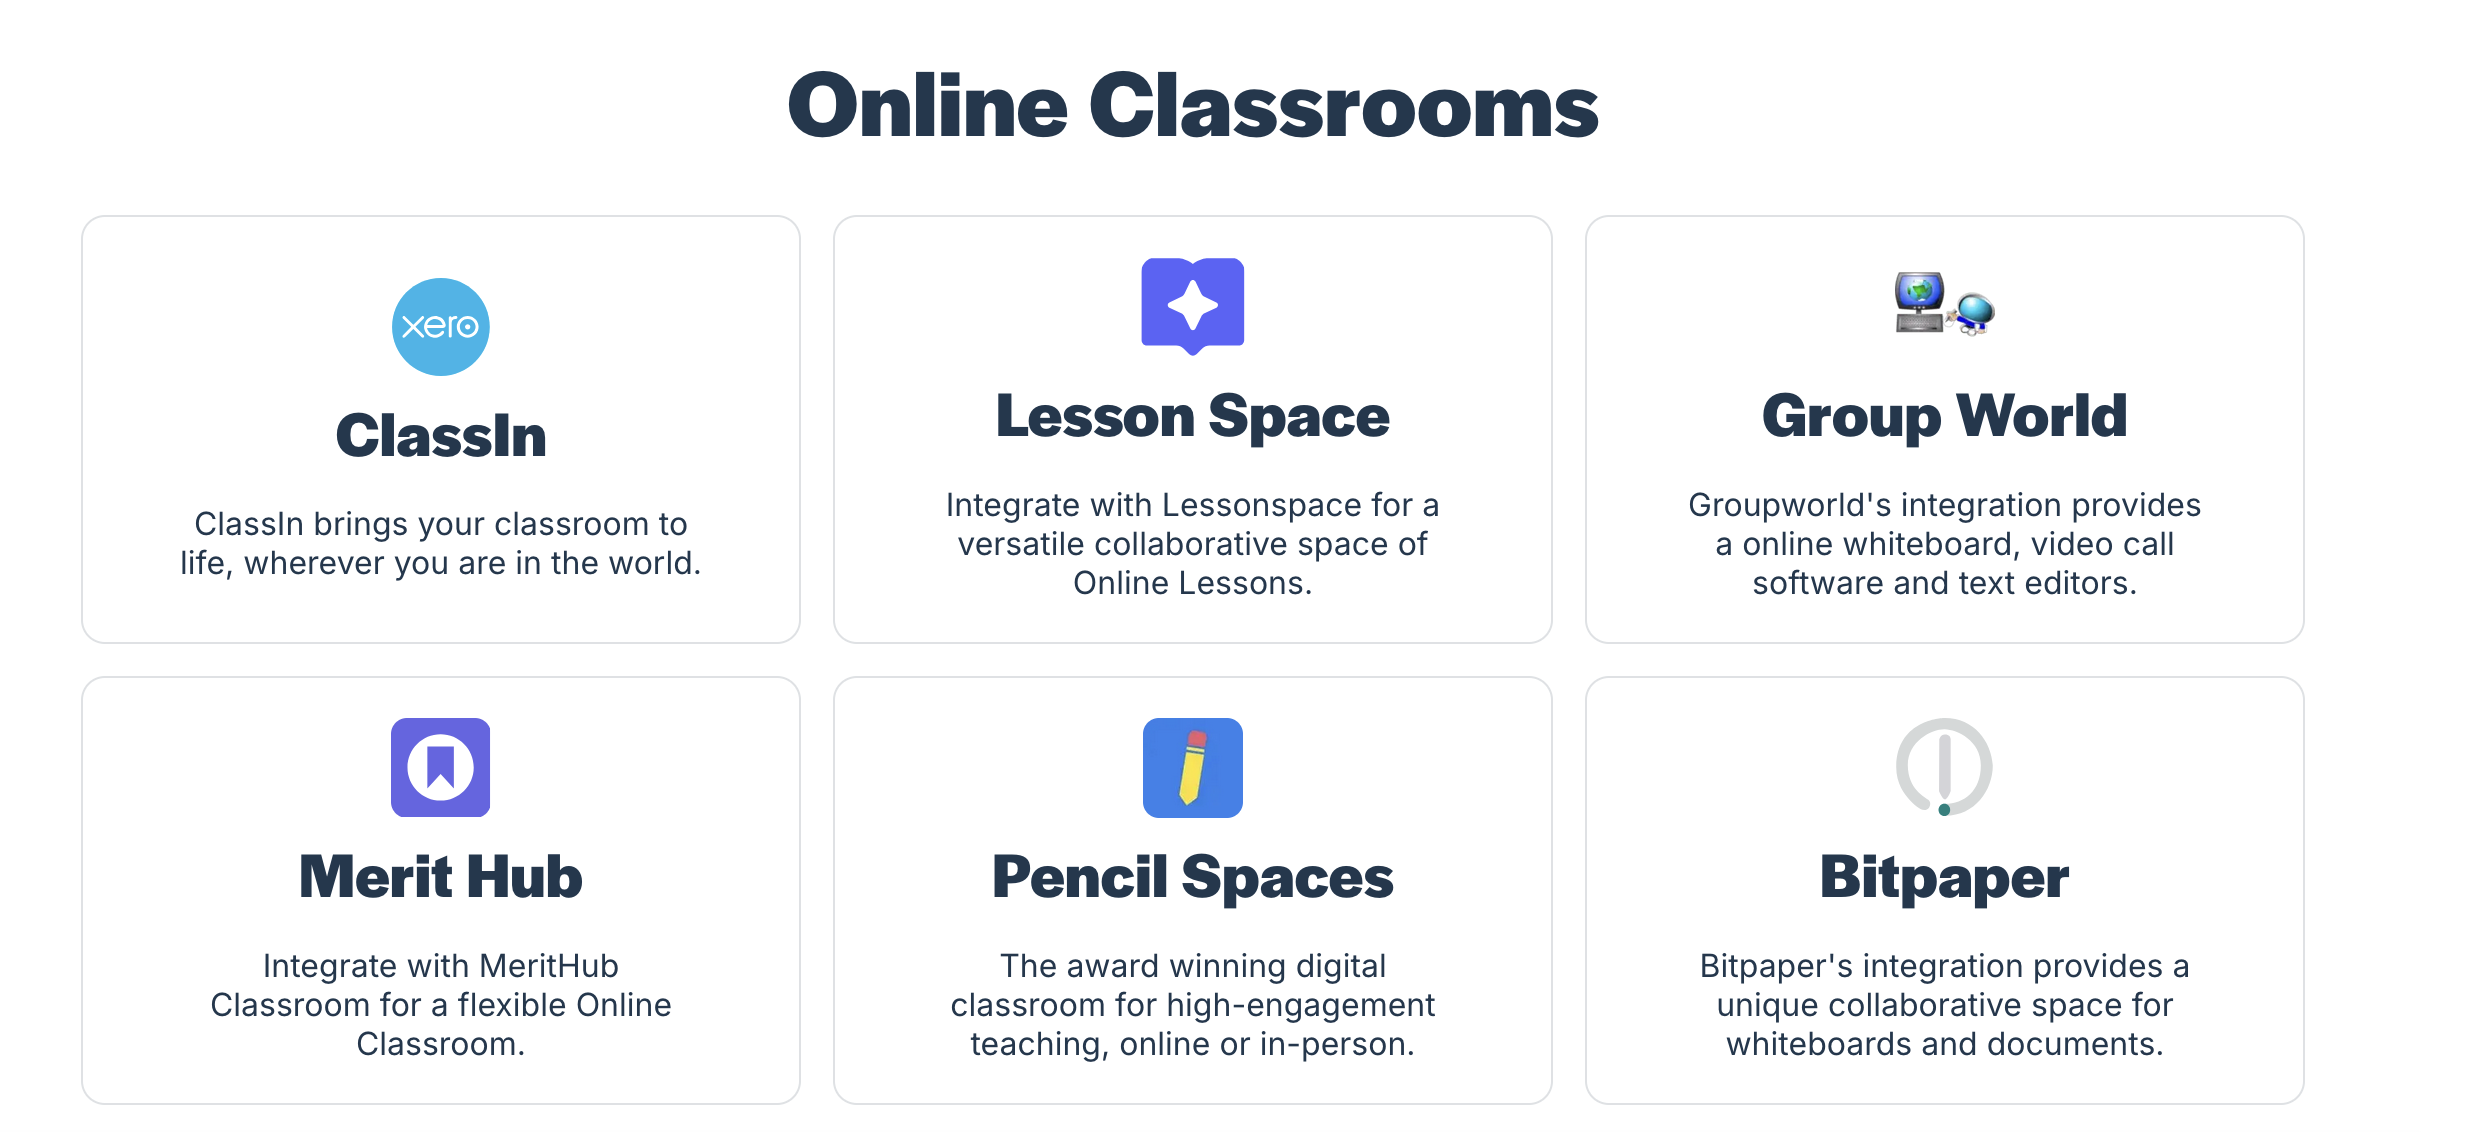 Online Classrooms
xero
ClassIn
ClassIn brings your classroom to
life, wherever you are in the world.
Lesson Space
Integrate with Lessonspace for a
versatile collaborative space of
Online Lessons.
Group World
Groupworld's integration provides
a online whiteboard, video call
software and text editors.
Merit Hub
Integrate with MeritHub
Classroom for a flexible Online
Classroom.
Pencil Spaces
The award winning digital
classroom for high-engagement
teaching, online or in-person.
Bitpaper
Bitpaper's integration provides a
unique collaborative space for
whiteboards and documents.